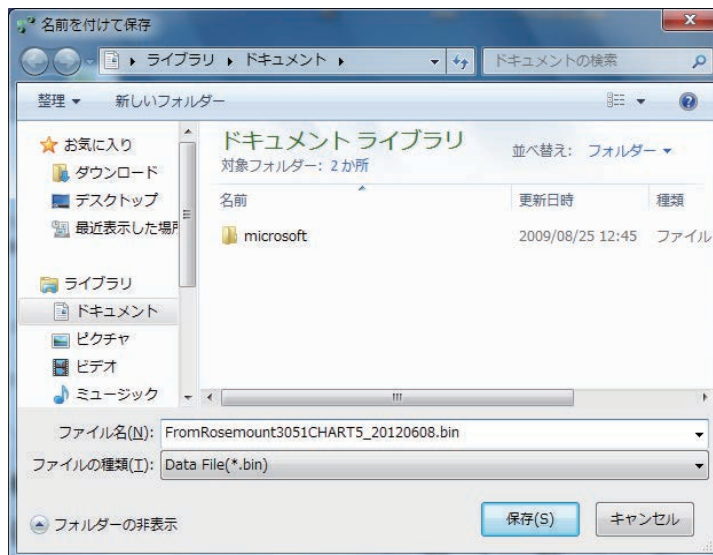 名前を付けて保存
ライブラリ ▸ ドキュメント ▸
ドキュメントの検索
整理 ▼ 新しいフォルダー
お気に入り
ダウンロード
デスクトップ
最近表示した場所
ライブラリ
ドキュメント
ピクチャ
ビデオ
ミュージック
ドキュメント ライブラリ
対象フォルダー: 2 か所
並べ替え: フォルダー ▼
名前 更新日時 種類
microsoft 2009/08/25 12:45 ファイル
ファイル名(N): FromRosemount3051CHART5_20120608.bin
ファイルの種類(T): Data File(*.bin)
フォルダーの非表示
保存(S)
キャンセル